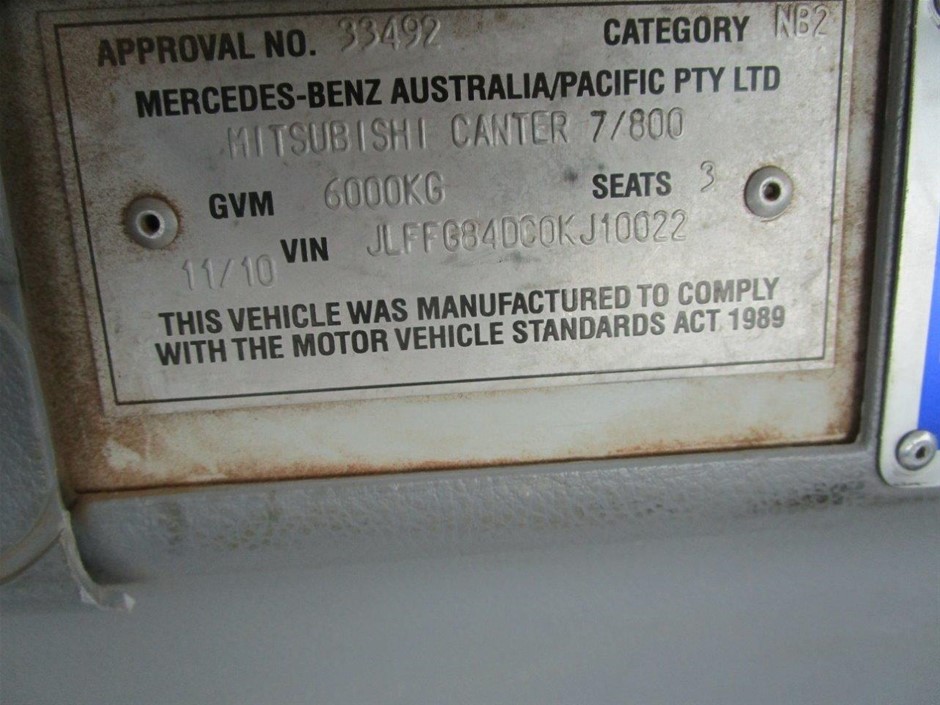 APPROVAL NO. 33492 CATEGORY NB2
MERCEDES-BENZ AUSTRALIA/PACIFIC PTY LTD
MITSUBISHI CANTER 7/800
GVM 6000KG SEATS 3
11/10 VIN JLFFG84DC0KJ10022
THIS VEHICLE WAS MANUFACTURED TO COMPLY
WITH THE MOTOR VEHICLE STANDARDS ACT 1989